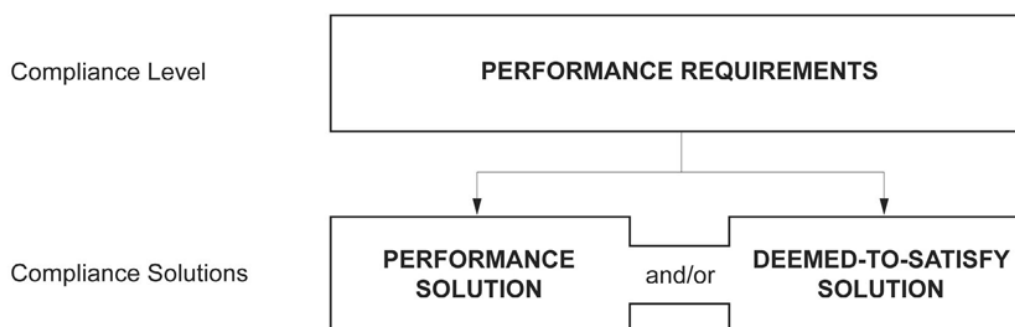 Compliance Level
PERFORMANCE REQUIREMENTS
Compliance Solutions
PERFORMANCE
SOLUTION
and/or
DEEMED-TO-SATISFY
SOLUTION